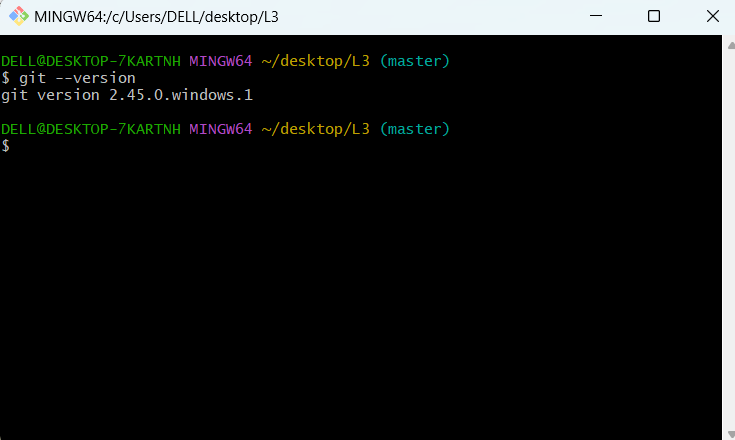 MINGW64:/c/Users/DELL/desktop/L3
DELL@DESKTOP-7KARTNH MINGW64 ~/desktop/L3 (master)
$ git --version
git version 2.45.0.windows.1
DELL@DESKTOP-7KARTNH MINGW64 ~/desktop/L3 (master)
$